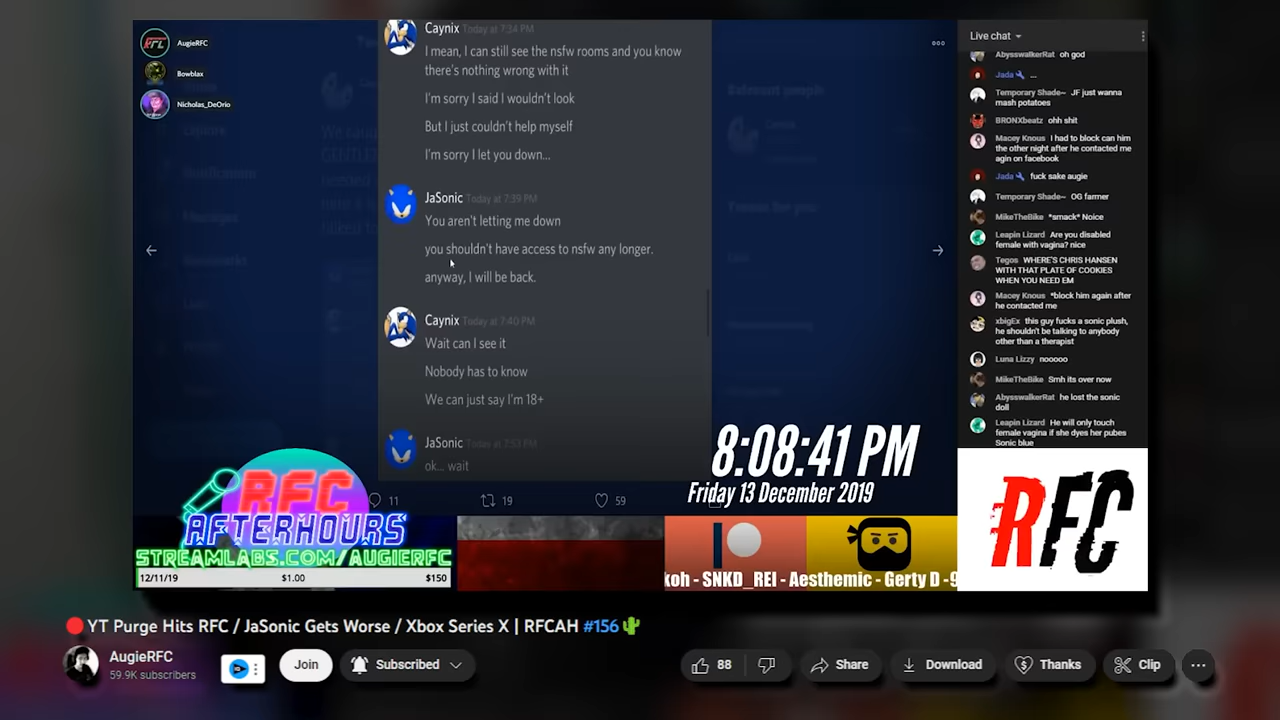 AugieRFC
Bowblax
Nicholas_DeOrio
Caynix Today at 7:34 PM
I mean, I can still see the nsfw rooms and you know
there's nothing wrong with it
I'm sorry I said I wouldn't look
But I just couldn't help myself
I'm sorry I let you down...
JaSonic Today at 7:39 PM
You aren't letting me down
you shouldn't have access to nsfw any longer.
anyway, I will be back.
Caynix Today at 7:40 PM
Wait can I see it
Nobody has to know
We can just say I'm 18+
JaSonic Today at 7:53 PM
ok... wait
11
19
59
Live chat
AbysswalkerRat oh god
Jada ...
Temporary Shade~ JF just wanna
mash potatoes
BRONXbeatz ohh shit
Macey Knous I had to block can him
the other night after he contacted me
agin on facebook
Jada fuck sake augie
Temporary Shade~ OG farmer
MikeTheBike *smack* Noice
Leapin Lizard Are you disabled
female with vagina? nice
Tegos WHERE'S CHRIS HANSEN
WITH THAT PLATE OF COOKIES
WHEN YOU NEED EM
Macey Knous *block him again after
he contacted me
xbigEx this guy fucks a sonic plush,
he shouldn't be talking to anybody
other than a therapist
Luna Lizzy nooooo
MikeTheBike Smh its over now
AbysswalkerRat he lost the sonic
doll
Leapin Lizard He will only touch
female vagina if she dyes her pubes
Sonic blue
8:08:41 PM
Friday 13 December 2019
RFC
AFTERHOURS
STREAMLABS.COM/AUGIERFC
12/11/19 $1.00 $150
koh - SNKD_REI - Aesthemic - Gerty D -9
RFC
YT Purge Hits RFC / JaSonic Gets Worse / Xbox Series X | RFCAH #156
AugieRFC
59.9K subscribers
Join
Subscribed
88
Share
Download
Thanks
Clip